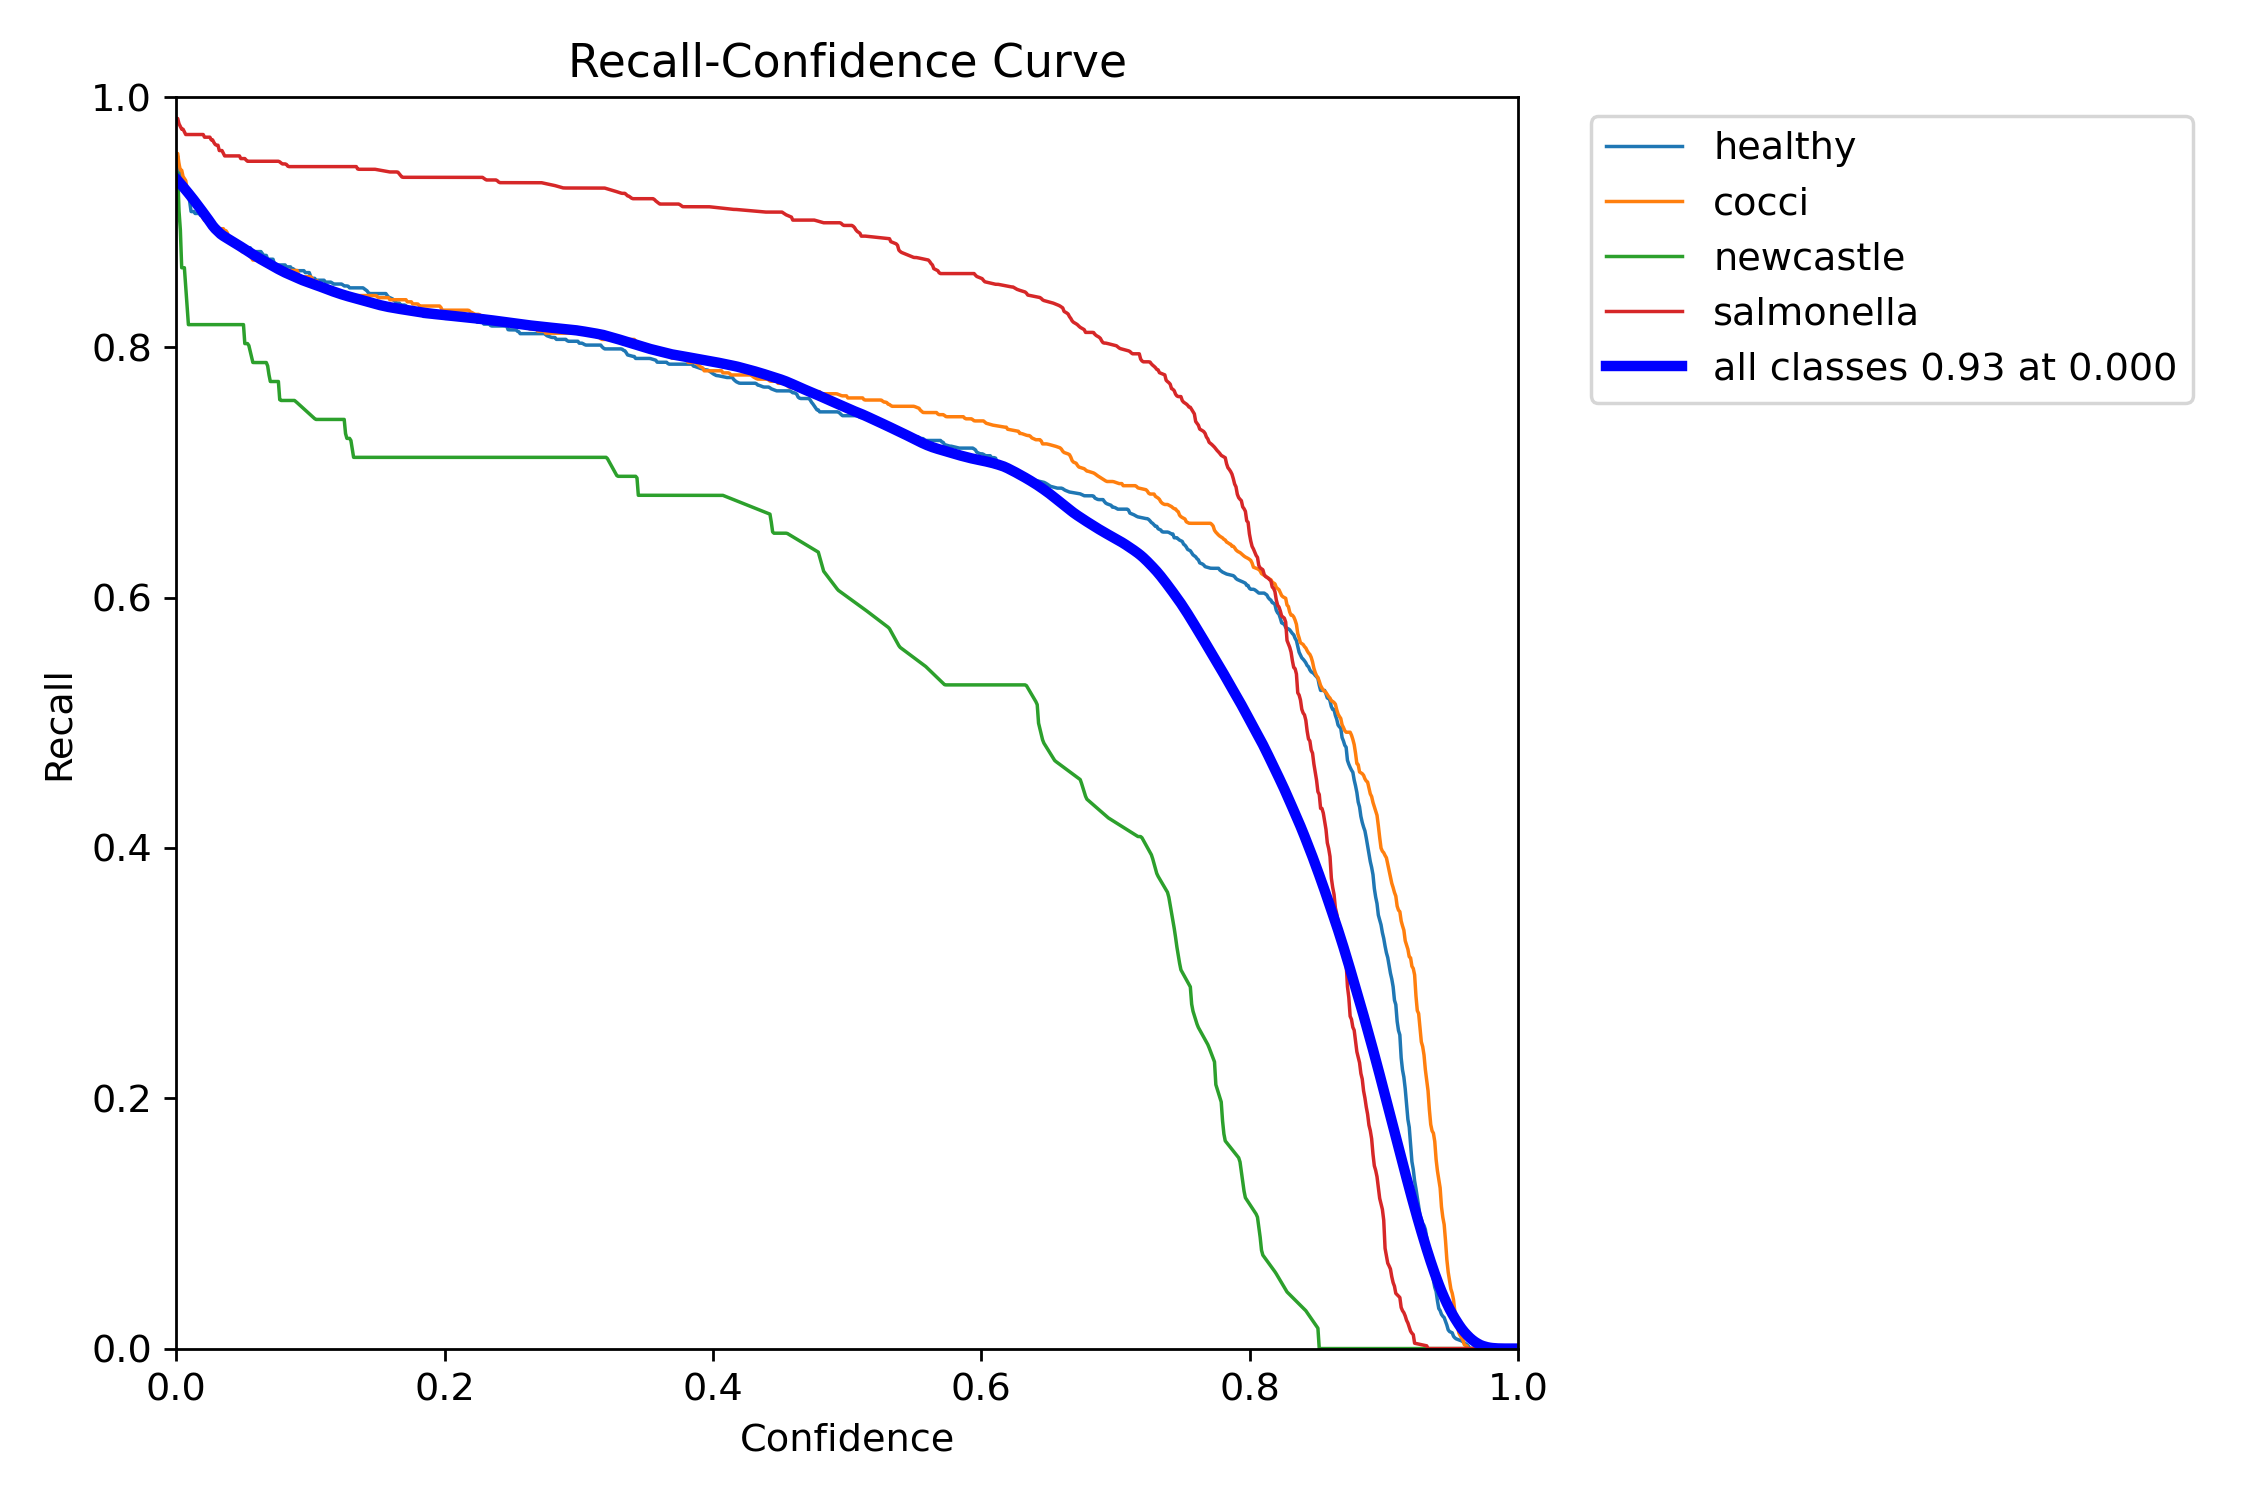 Recall-Confidence Curve
1.0
0.8
0.6
0.4
0.2
0.0
Recall
0.0 0.2 0.4 0.6 0.8 1.0
Confidence
healthy
cocci
newcastle
salmonella
all classes 0.93 at 0.000